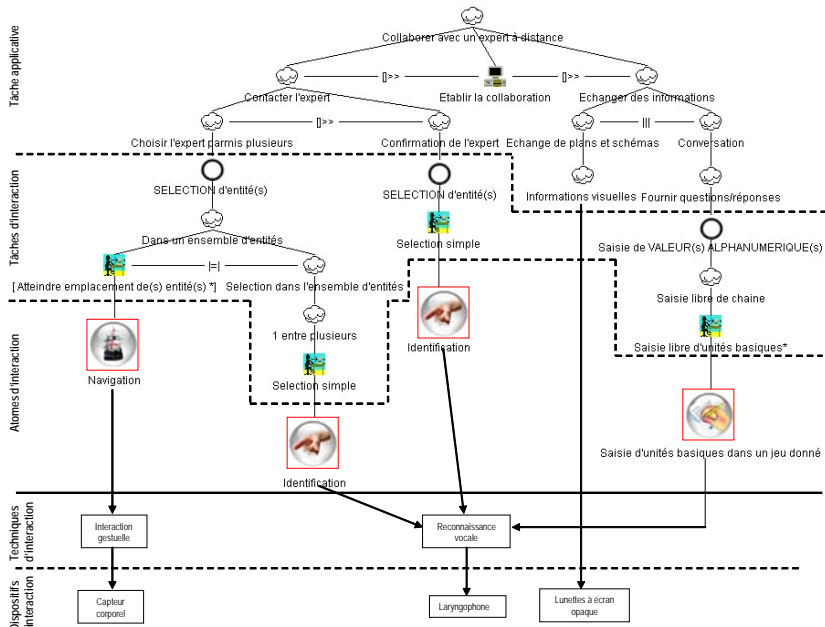 Tâche applicative
Collaborer avec un expert à distance
[]>>
[]>>
Contacter l'expert
Etablir la collaboration
Echanger des informations
[]>>
|||
Choisir l'expert parmis plusieurs
Confirmation de l'expert
Echange de plans et schémas
Conversation
Tâches d'interaction
SELECTION d'entité(s)
SELECTION d'entité(s)
Informations visuelles
Fournir questions/réponses
Dans un ensemble d'entités
Selection simple
Saisie de VALEUR(s) ALPHANUMERIQUE(s)
|=|
[ Atteindre emplacement de(s) entité(s) *]
Selection dans l'ensemble d'entités
Saisie libre de chaine
Atomes d'interaction
1 entre plusieurs
Identification
Saisie libre d'unités basiques*
Navigation
Selection simple
Saisie d'unités basiques dans un jeu donné
Identification
Techniques
d'interaction
Interaction
gestuelle
Reconnaissance
vocale
Dispositifs
interaction
Capteur
corporel
Laryngophone
Lunettes à écran
opaque